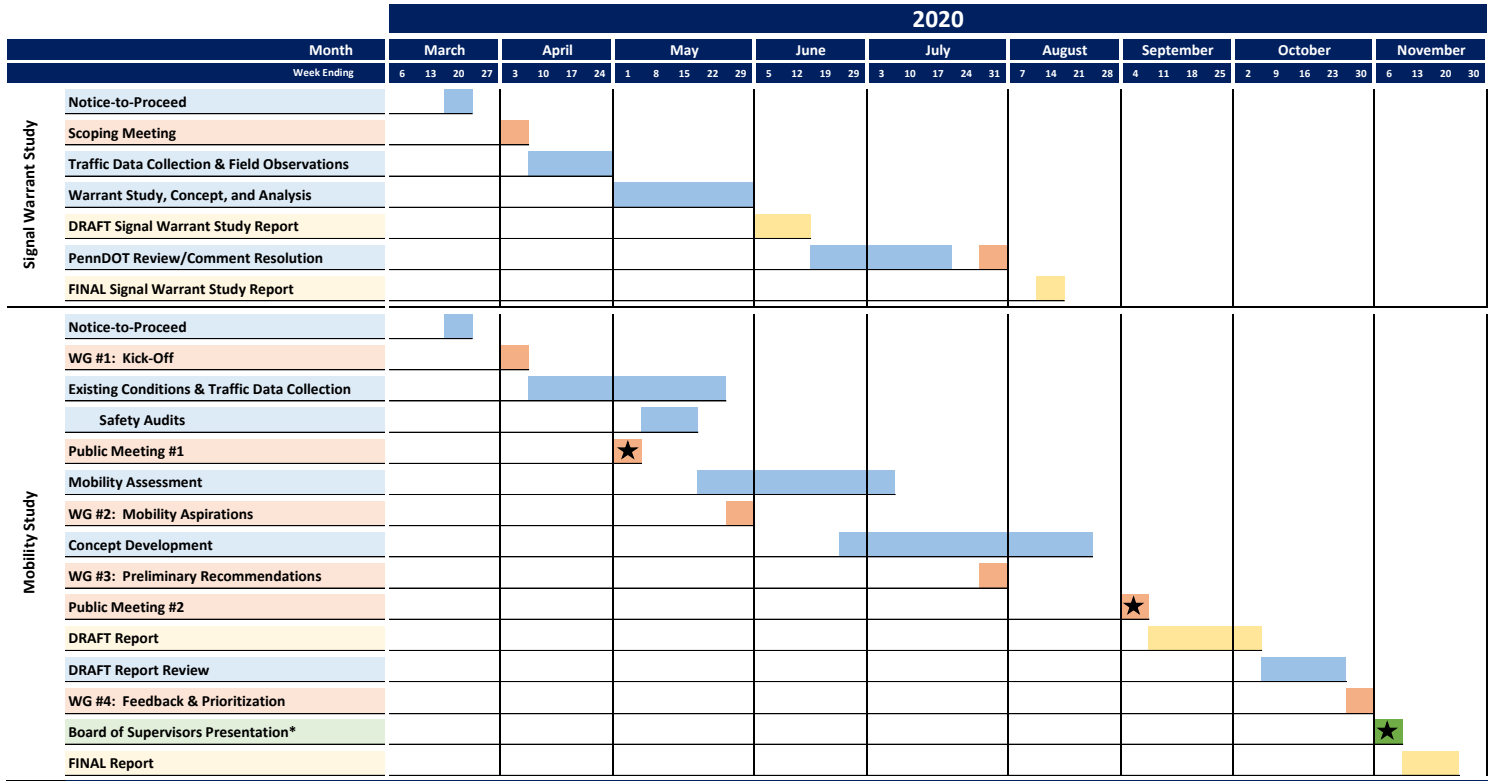 2020
Month March April May June July August September October November
Week Ending 6 13 20 27 3 10 17 24 1 8 15 22 29 5 12 19 29 3 10 17 24 31 7 14 21 28 4 11 18 25 2 9 16 23 30 6 13 20 30
Signal Warrant Study
Notice-to-Proceed
Scoping Meeting
Traffic Data Collection & Field Observations
Warrant Study, Concept, and Analysis
DRAFT Signal Warrant Study Report
PennDOT Review/Comment Resolution
FINAL Signal Warrant Study Report
Mobility Study
Notice-to-Proceed
WG #1: Kick-Off
Existing Conditions & Traffic Data Collection
Safety Audits
Public Meeting #1
Mobility Assessment
WG #2: Mobility Aspirations
Concept Development
WG #3: Preliminary Recommendations
Public Meeting #2
DRAFT Report
DRAFT Report Review
WG #4: Feedback & Prioritization
Board of Supervisors Presentation*
FINAL Report